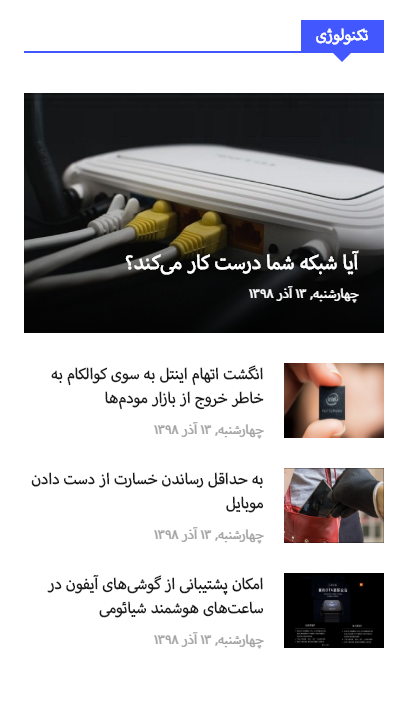 تکنولوژی
آیا شبکه شما درست کار می‌کند؟
چهارشنبه, ۱۳ آذر ۱۳۹۸
انگشت اتهام اینتل به سوی کوالکام به
خاطر خروج از بازار مودم‌ها
چهارشنبه, ۱۳ آذر ۱۳۹۸
به حداقل رساندن خسارت از دست دادن
موبایل
چهارشنبه, ۱۳ آذر ۱۳۹۸
امکان پشتیبانی از گوشی‌های آیفون در
ساعت‌های هوشمند شیائومی
چهارشنبه, ۱۳ آذر ۱۳۹۸